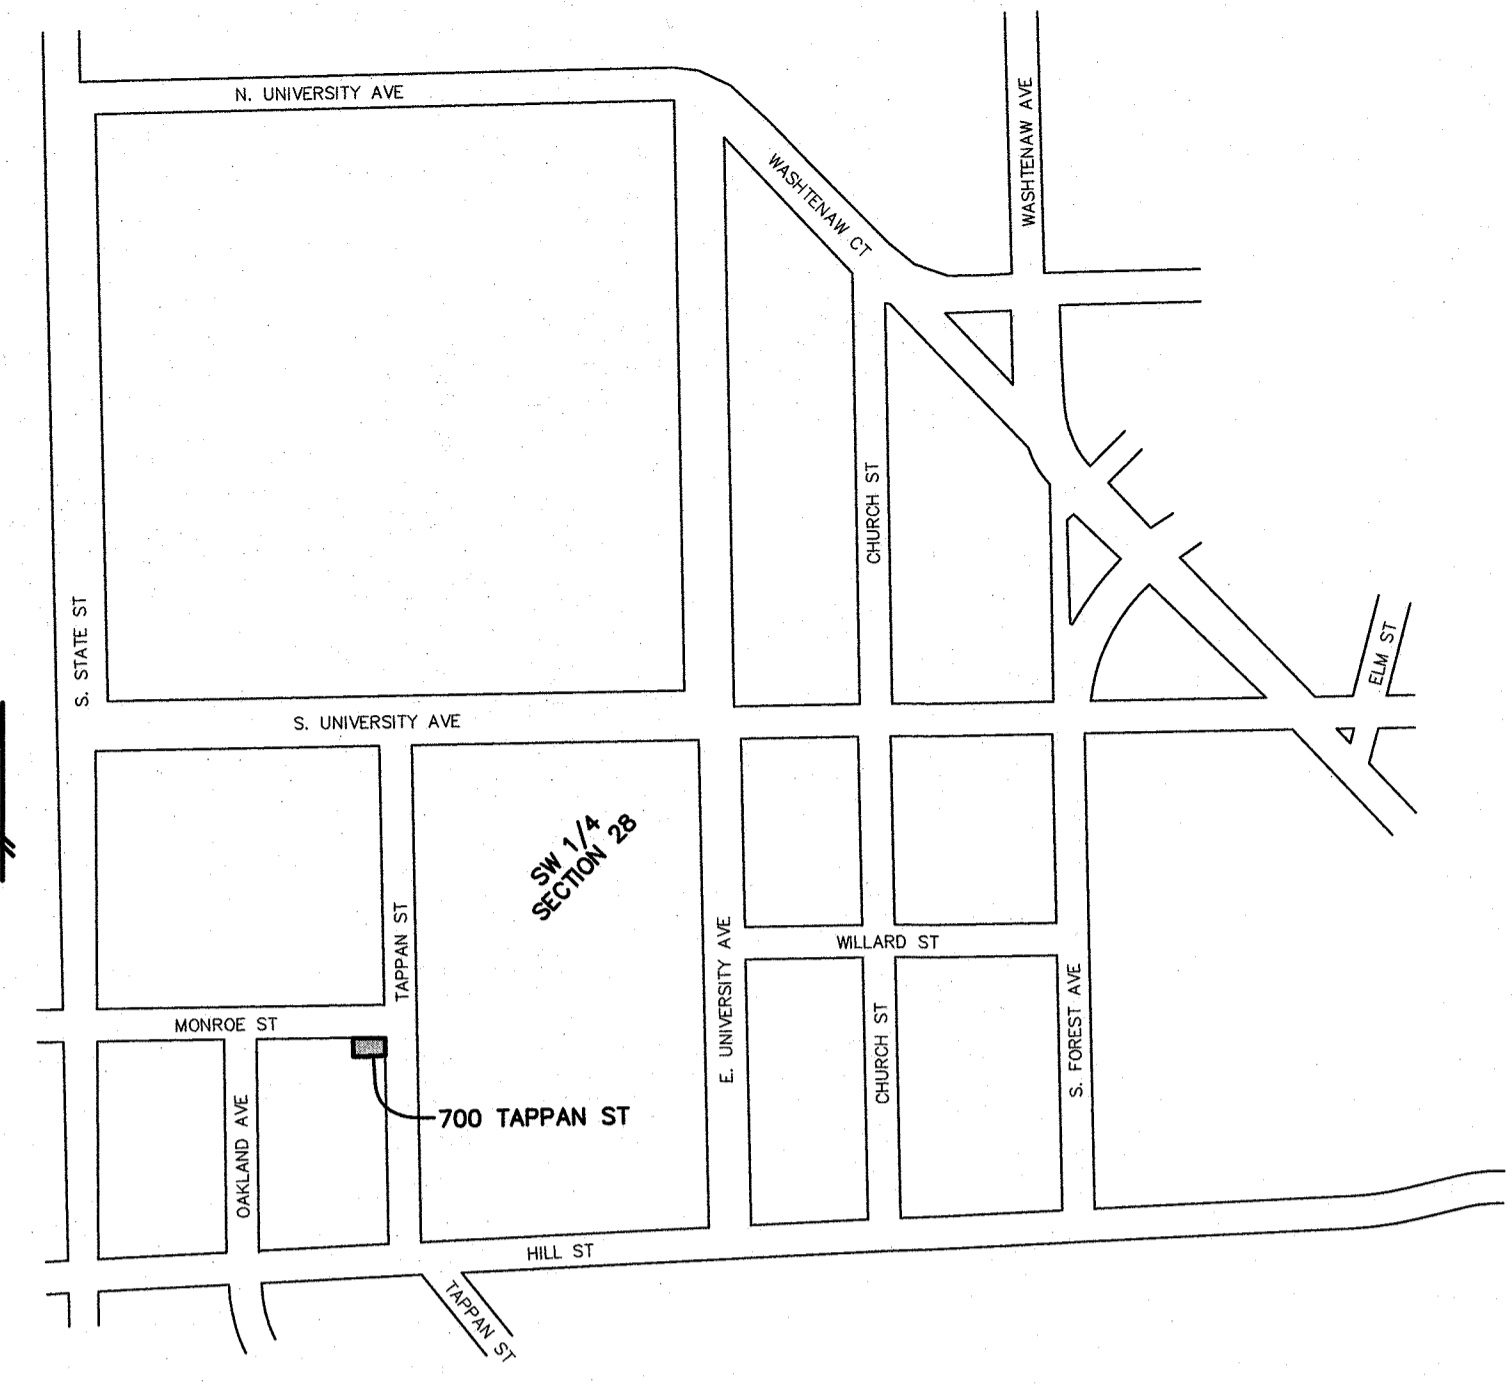 N. UNIVERSITY AVE
WASHTENAW AVE
WASHTENAW CT
CHURCH ST
S. STATE ST
ELM ST
S. UNIVERSITY AVE
SW 1/4
SECTION 28
TAPPAN ST
E. UNIVERSITY AVE
WILLARD ST
MONROE ST
CHURCH ST
S. FOREST AVE
OAKLAND AVE
700 TAPPAN ST
HILL ST
TAPPAN ST